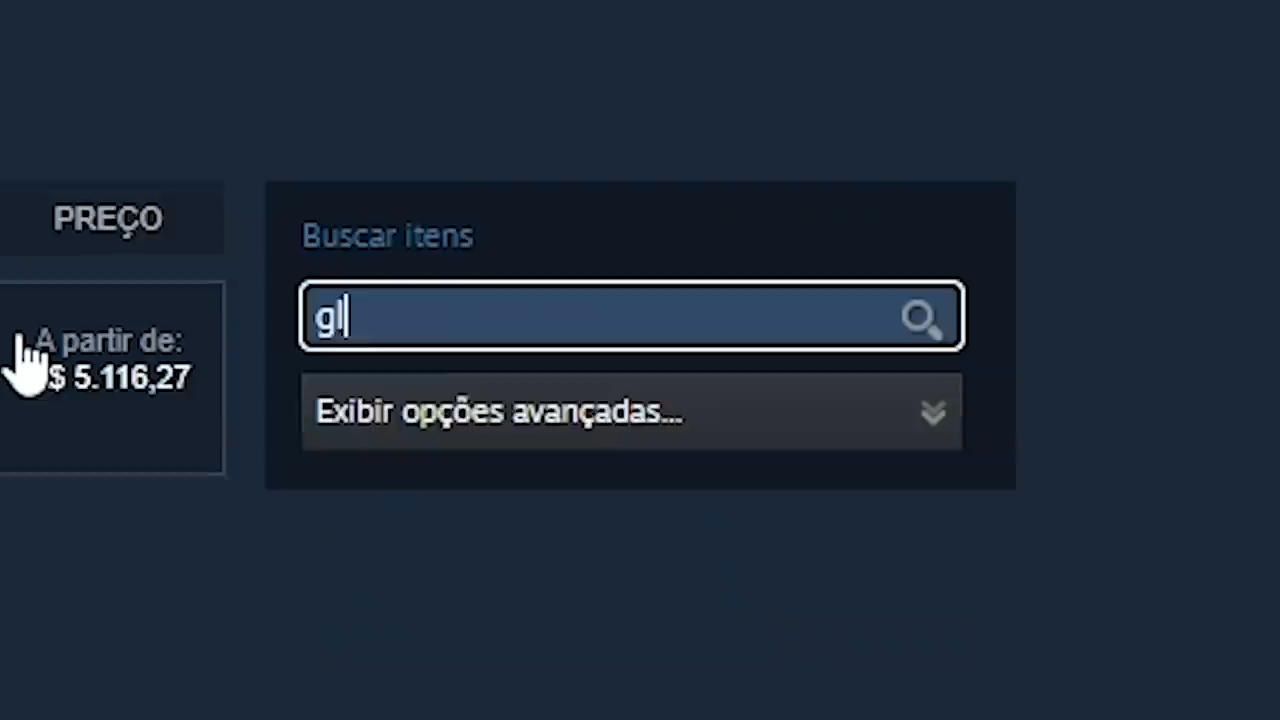 PREÇO
A partir de:
$ 5.116,27
Buscar itens
gl
Exibir opções avançadas...